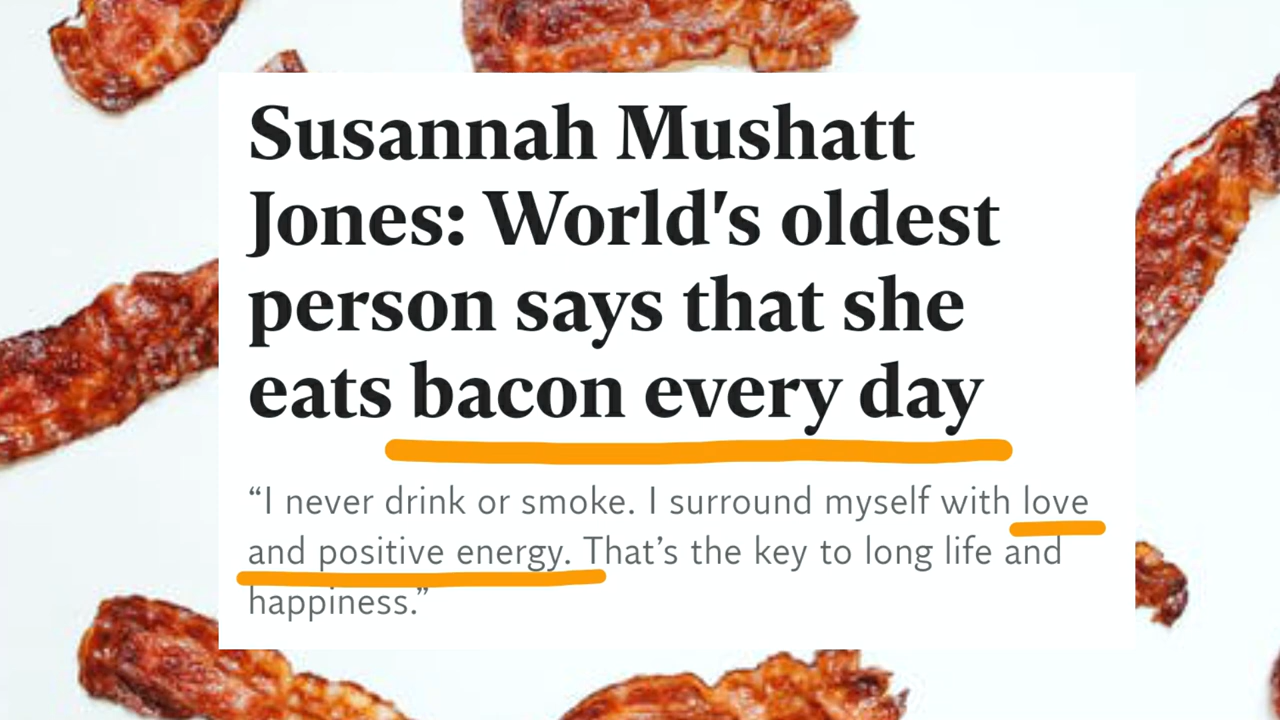 Susannah Mushatt
Jones: World's oldest
person says that she
eats bacon every day
“I never drink or smoke. I surround myself with love
and positive energy. That’s the key to long life and
happiness.”